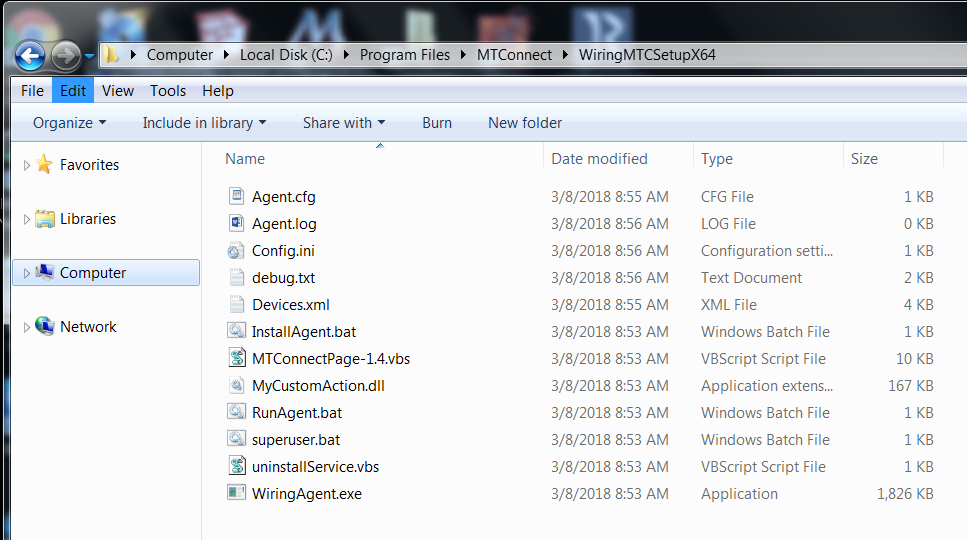 Computer Local Disk (C:) Program Files MTConnect WiringMTCSetupX64
File Edit View Tools Help
Organize Include in library Share with Burn New folder
Name Date modified Type Size
Favorites
Libraries
Computer
Network
Agent.cfg 3/8/2018 8:55 AM CFG File 1 KB
Agent.log 3/8/2018 8:56 AM LOG File 0 KB
Config.ini 3/8/2018 8:56 AM Configuration setti... 1 KB
debug.txt 3/8/2018 8:56 AM Text Document 2 KB
Devices.xml 3/8/2018 8:55 AM XML File 4 KB
InstallAgent.bat 3/8/2018 8:53 AM Windows Batch File 1 KB
MTConnectPage-1.4.vbs 3/8/2018 8:53 AM VBScript Script File 10 KB
MyCustomAction.dll 3/8/2018 8:53 AM Application extens... 167 KB
RunAgent.bat 3/8/2018 8:53 AM Windows Batch File 1 KB
superuser.bat 3/8/2018 8:53 AM Windows Batch File 1 KB
uninstallService.vbs 3/8/2018 8:53 AM VBScript Script File 1 KB
WiringAgent.exe 3/8/2018 8:53 AM Application 1,826 KB